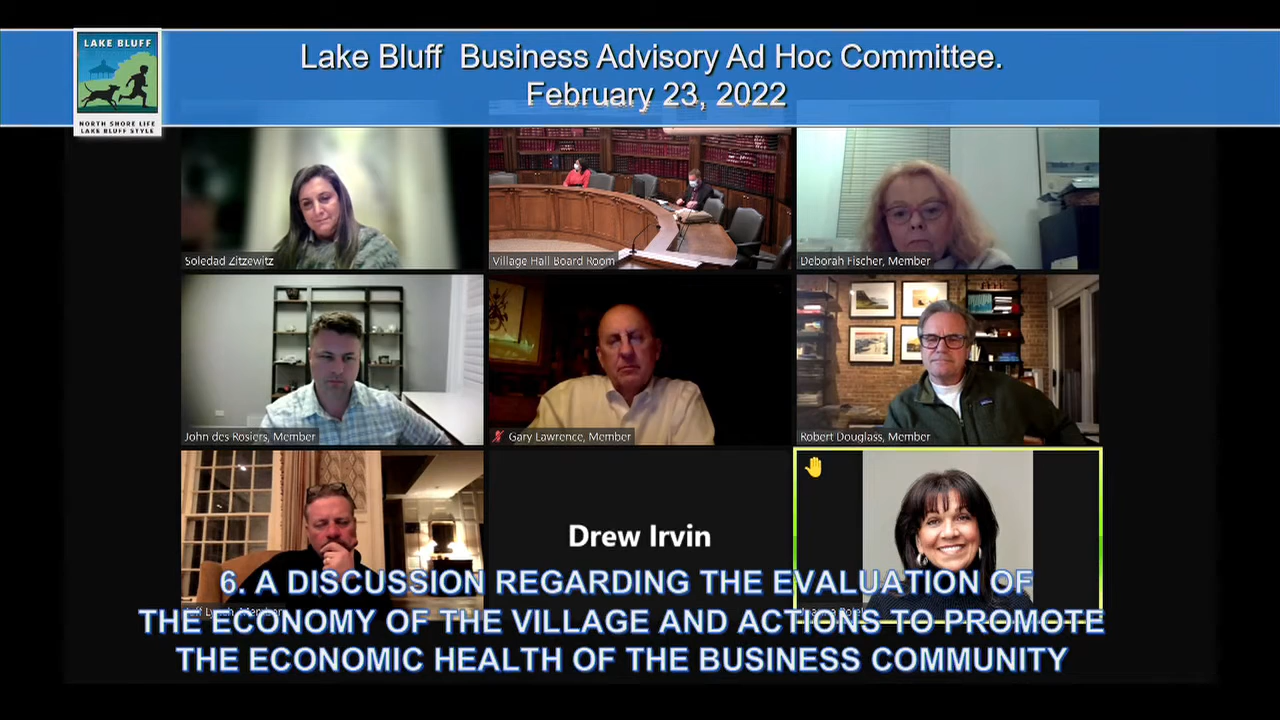 LAKE BLUFF
NORTH SHORE LIFE
LAKE BLUFF STYLE
Lake Bluff Business Advisory Ad Hoc Committee.
February 23, 2022
Soledad Zitzewitz
Village Hall Board Room
Deborah Fischer, Member
John des Rosiers, Member
Gary Lawrence, Member
Robert Douglass, Member
Drew Irvin
6. A DISCUSSION REGARDING THE EVALUATION OF
THE ECONOMY OF THE VILLAGE AND ACTIONS TO PROMOTE
THE ECONOMIC HEALTH OF THE BUSINESS COMMUNITY